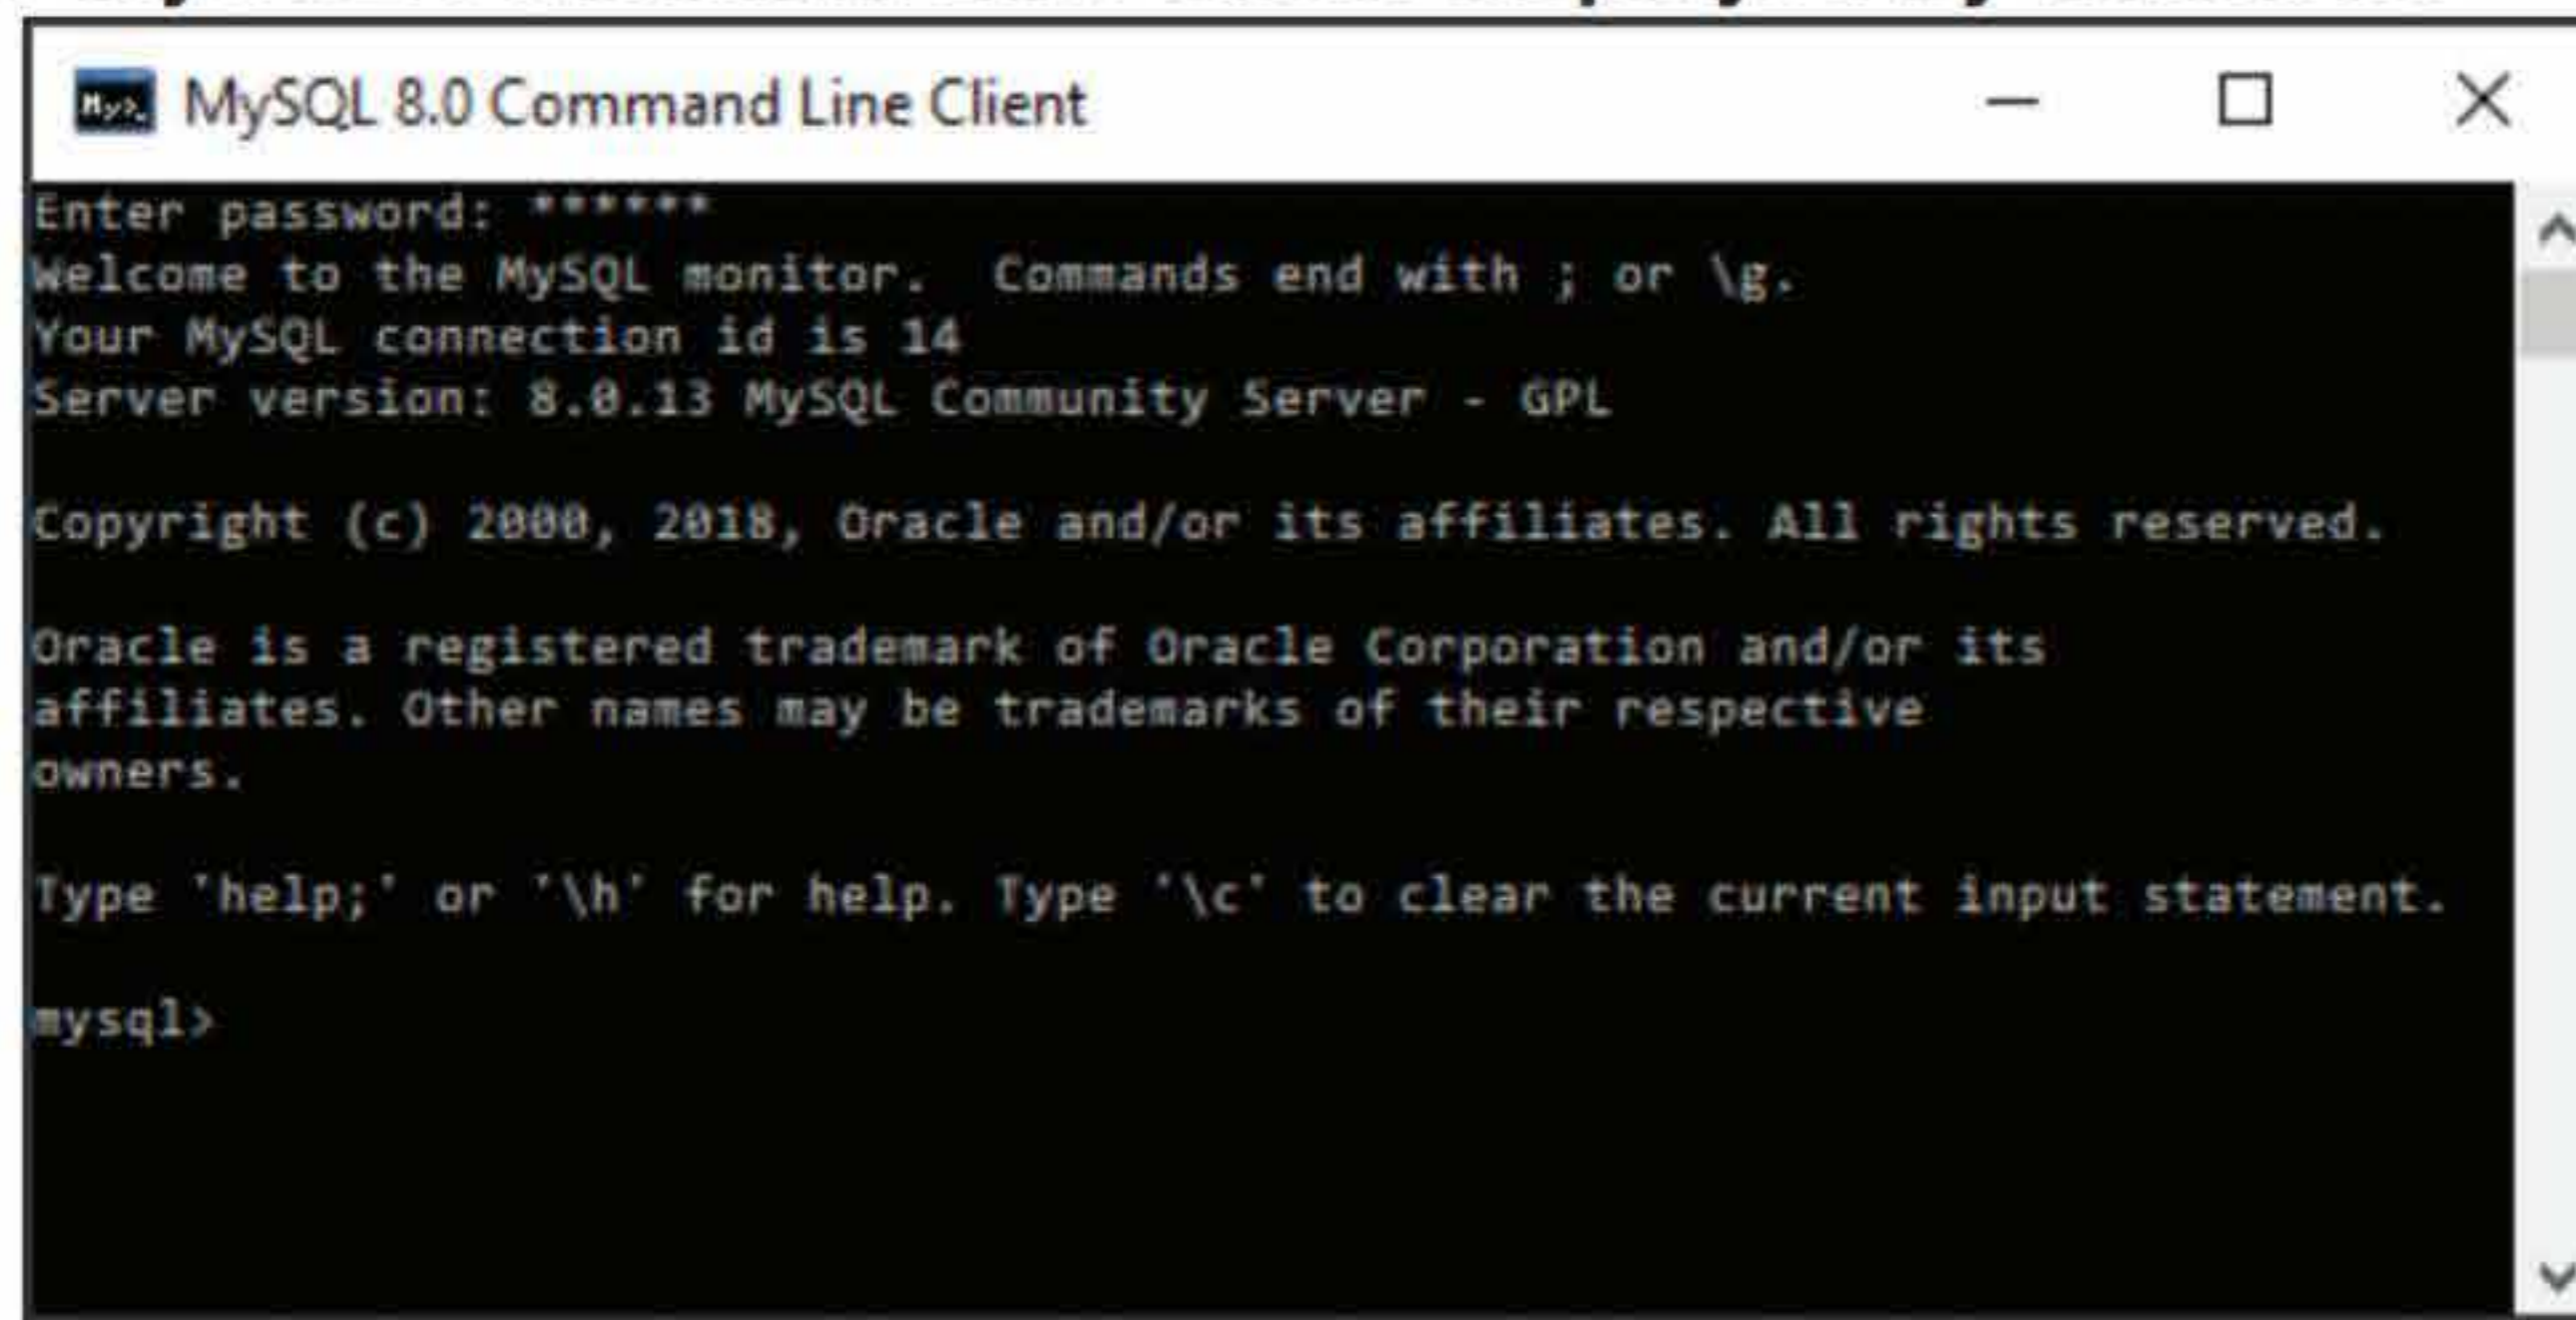 MySQL 8.0 Command Line Client
Enter password: ******
Welcome to the MySQL monitor.  Commands end with ; or \g.
Your MySQL connection id is 14
Server version: 8.0.13 MySQL Community Server - GPL
Copyright (c) 2000, 2018, Oracle and/or its affiliates. All rights reserved.
Oracle is a registered trademark of Oracle Corporation and/or its
affiliates. Other names may be trademarks of their respective
owners.
Type 'help;' or '\h' for help. Type '\c' to clear the current input statement.
mysql>